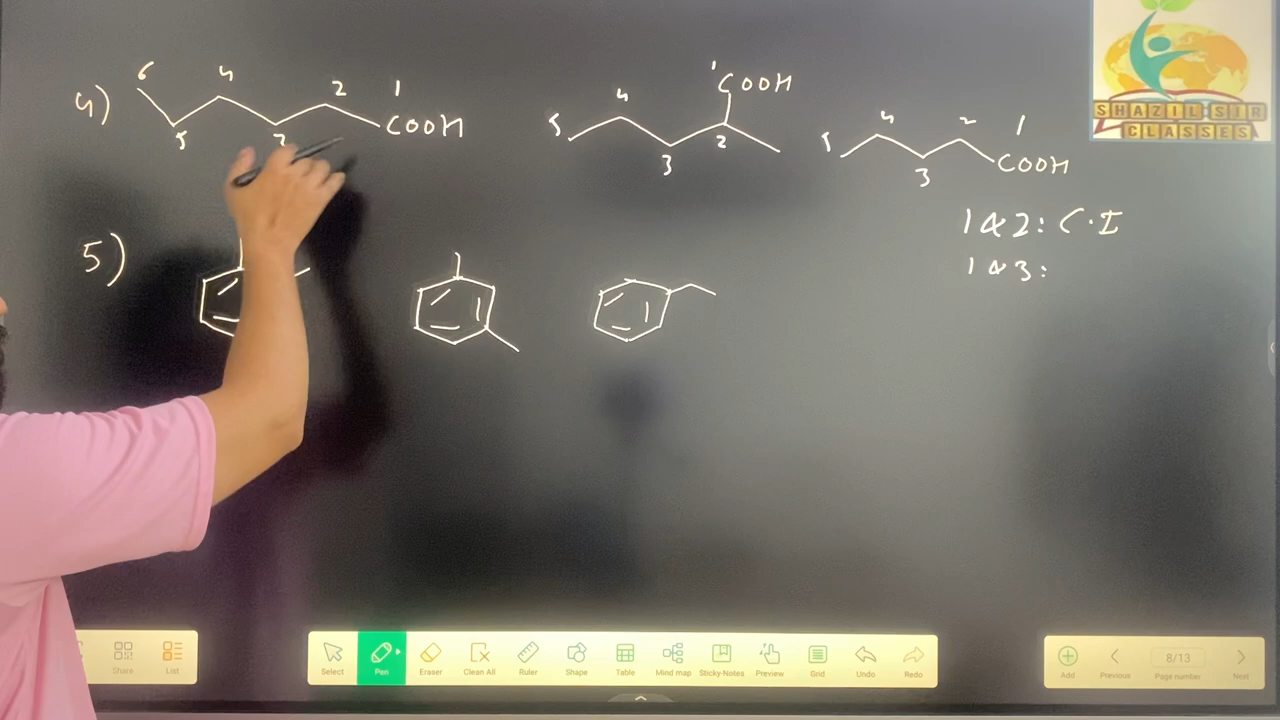 4) 6 5 4 3 2 1 COOH
5 4 3 2 1 COOH
5 4 3 2 1 COOH
1 & 2: C.I
1 & 3:
5)
SHAZIL SIR
CLASSES
Share
List
Select
Pen
Eraser
Clean All
Ruler
Shape
Table
Mind map
Sticky-Notes
Preview
Grid
Undo
Redo
Add
Previous
8/13
Page number
Next